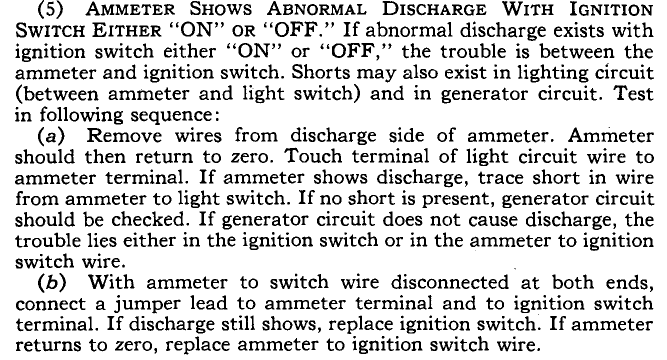 (5) AMMETER SHOWS ABNORMAL DISCHARGE WITH IGNITION
SWITCH EITHER “ON” OR “OFF.” If abnormal discharge exists with
ignition switch either “ON” or “OFF,” the trouble is between the
ammeter and ignition switch. Shorts may also exist in lighting circuit
(between ammeter and light switch) and in generator circuit. Test
in following sequence:
(a) Remove wires from discharge side of ammeter. Ammeter
should then return to zero. Touch terminal of light circuit wire to
ammeter terminal. If ammeter shows discharge, trace short in wire
from ammeter to light switch. If no short is present, generator circuit
should be checked. If generator circuit does not cause discharge, the
trouble lies either in the ignition switch or in the ammeter to ignition
switch wire.
(b) With ammeter to switch wire disconnected at both ends,
connect a jumper lead to ammeter terminal and to ignition switch
terminal. If discharge still shows, replace ignition switch. If ammeter
returns to zero, replace ammeter to ignition switch wire.